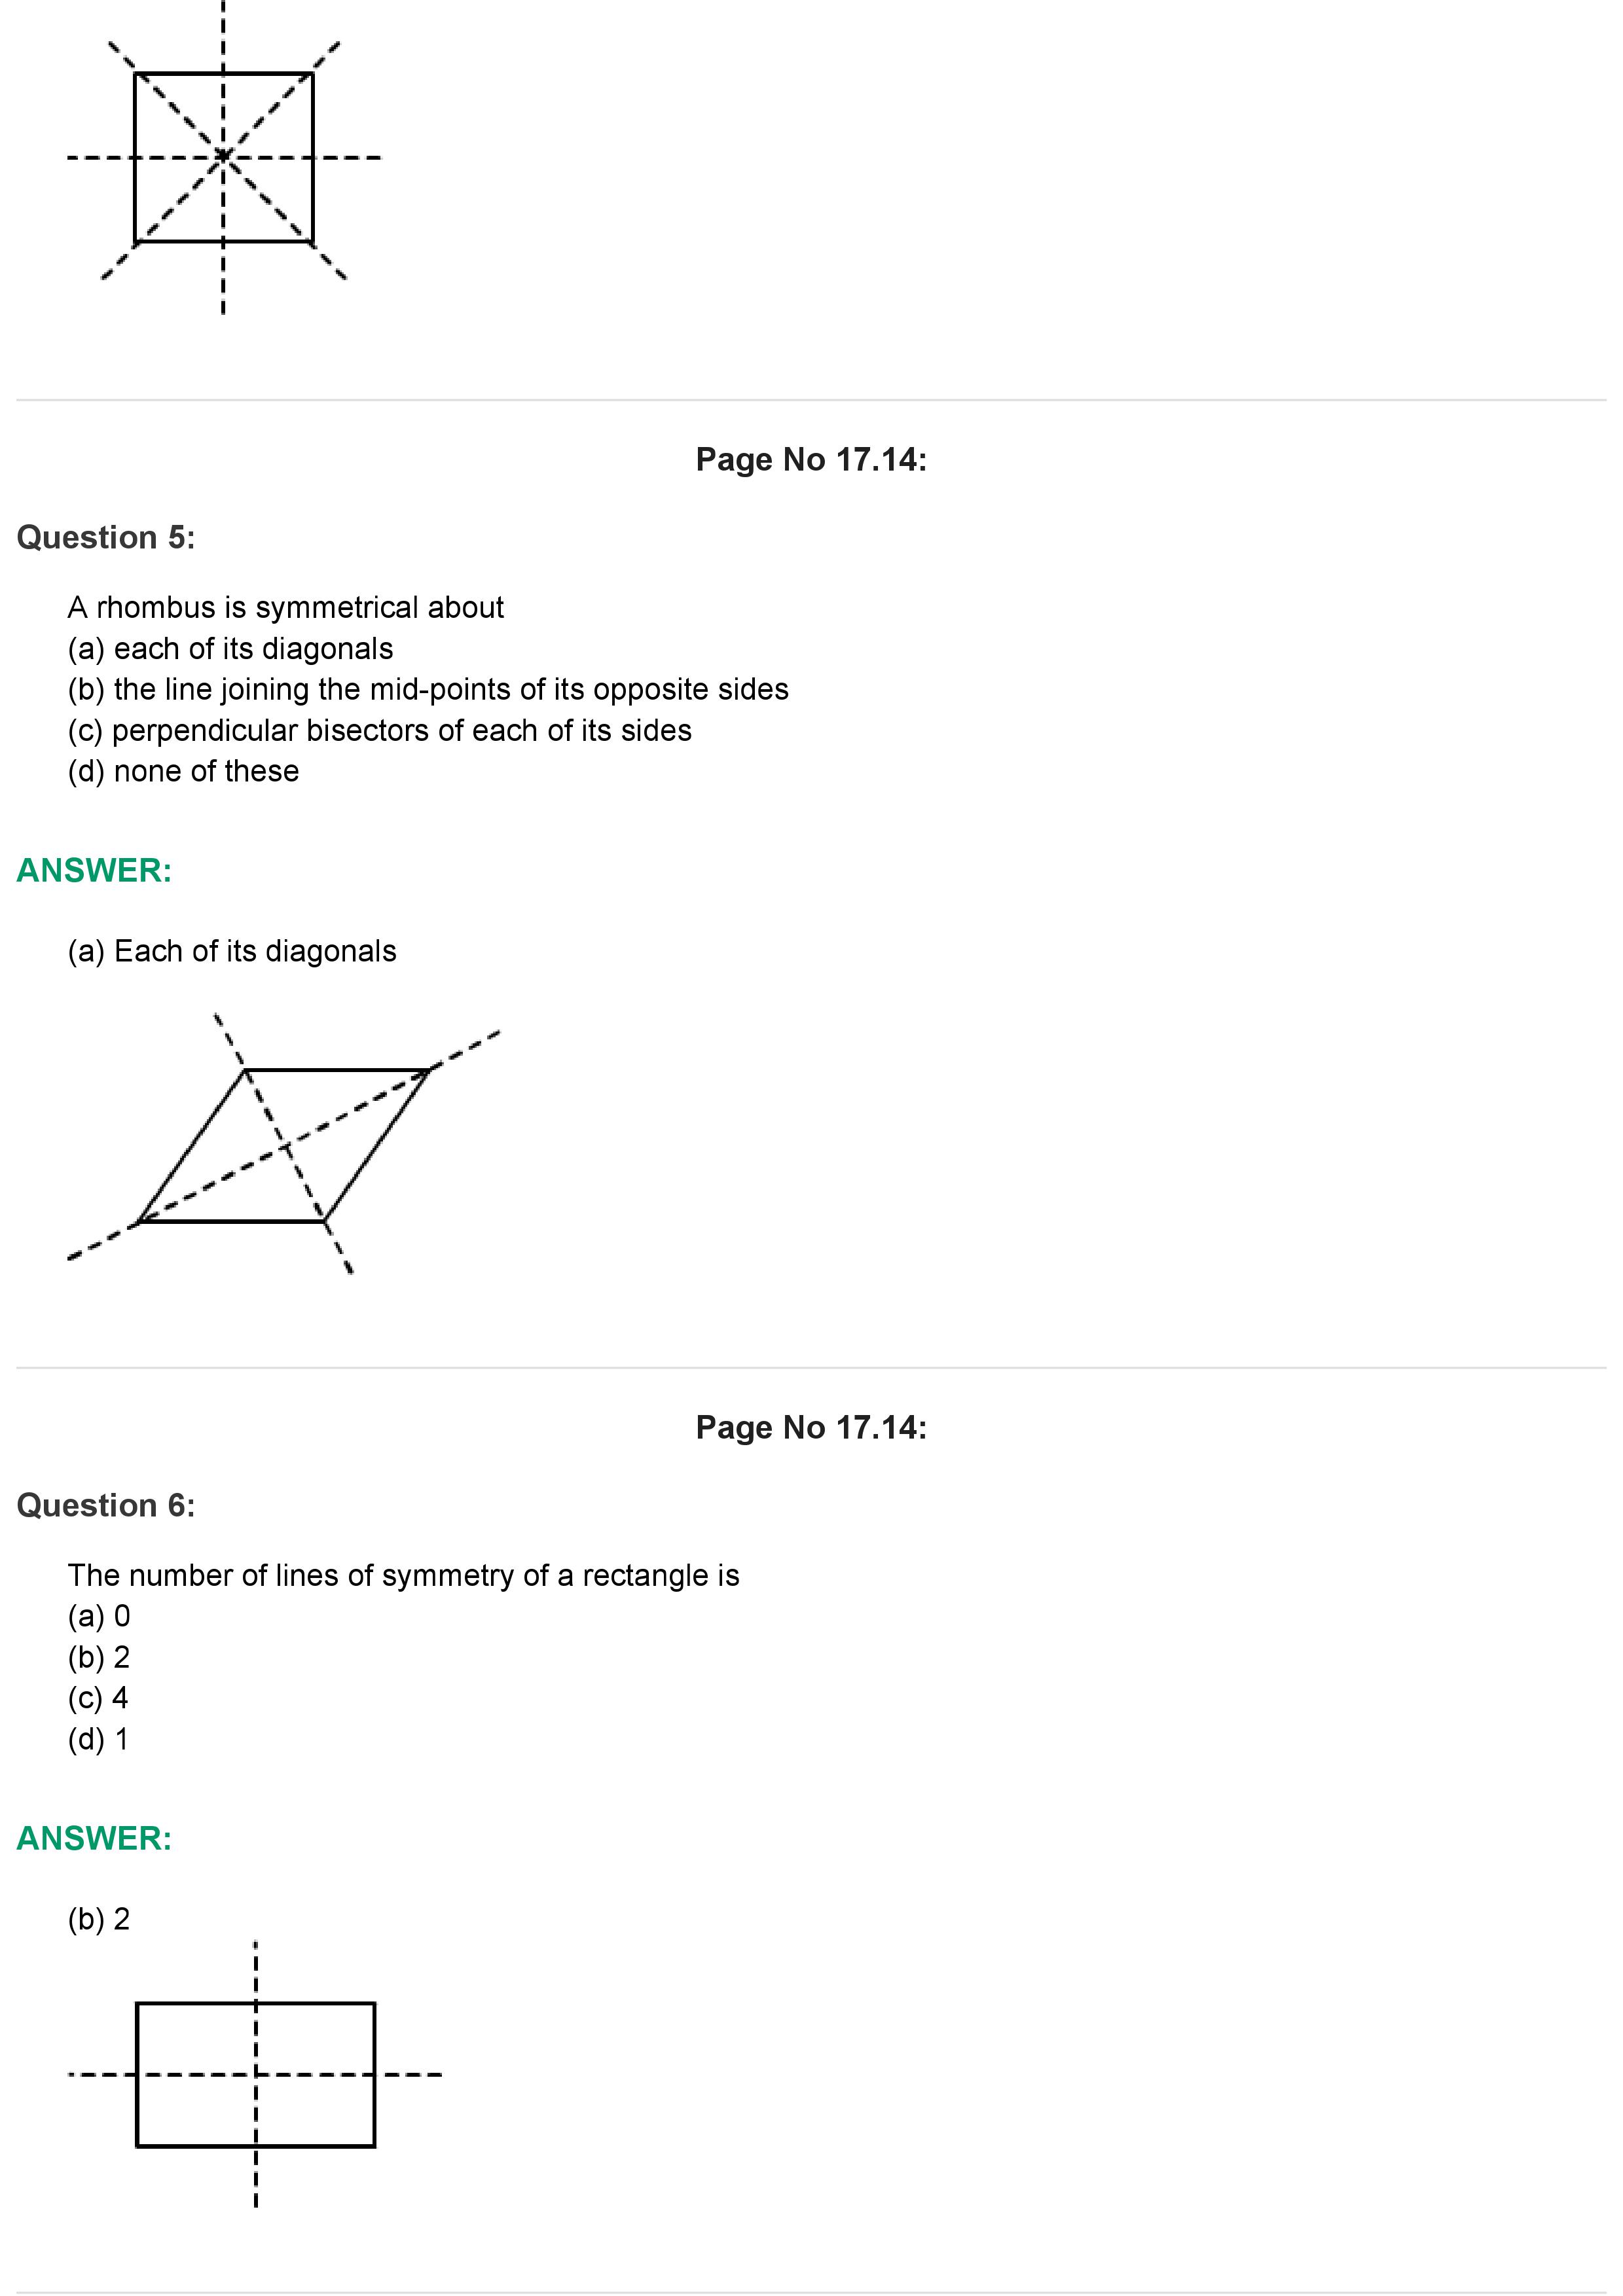 Page No 17.14:
Question 5:
A rhombus is symmetrical about
(a) each of its diagonals
(b) the line joining the mid-points of its opposite sides
(c) perpendicular bisectors of each of its sides
(d) none of these
ANSWER:
(a) Each of its diagonals
Page No 17.14:
Question 6:
The number of lines of symmetry of a rectangle is
(a) 0
(b) 2
(c) 4
(d) 1
ANSWER:
(b) 2